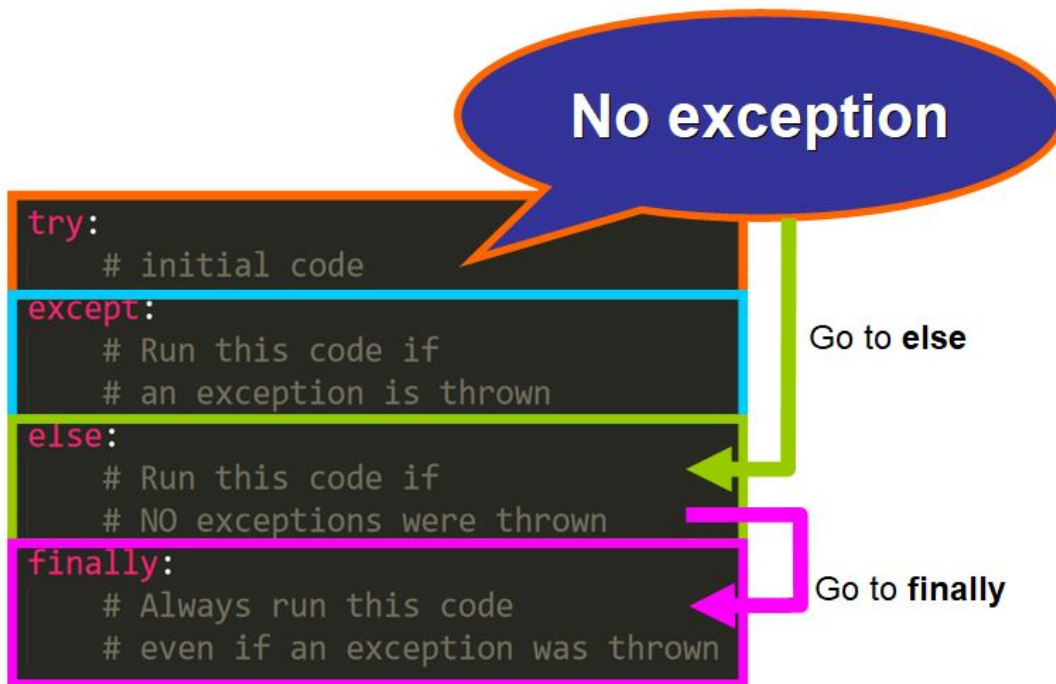 No exception
try:
    # initial code
except:
    # Run this code if
    # an exception is thrown
Go to else
else:
    # Run this code if
    # NO exceptions were thrown
finally:
    # Always run this code
    # even if an exception was thrown
Go to finally